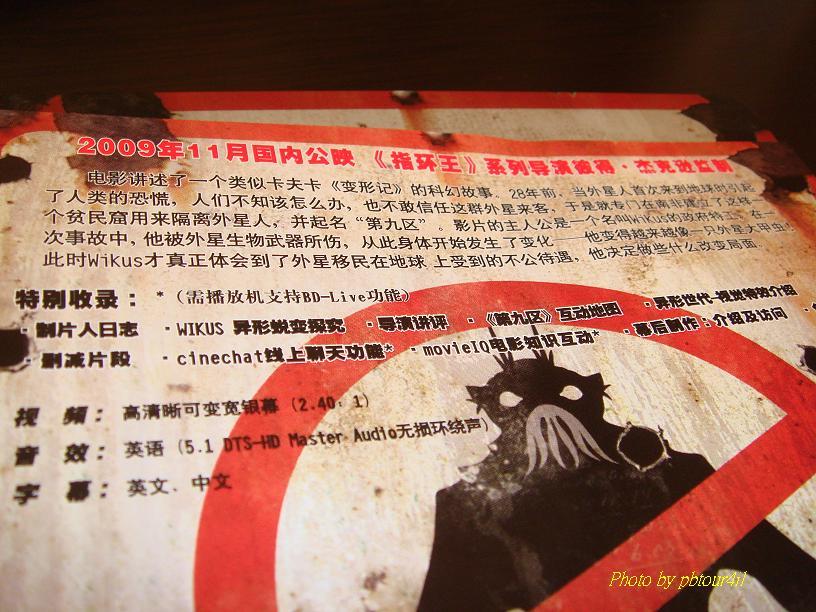 2009年11月国内公映 《指环王》系列导演彼得·杰克逊监制
电影讲述了一个类似卡夫卡《变形记》的科幻故事。28年前，当外星人首次来到地球时引起
了人类的恐慌，人们不知该怎么办，也不敢信任这群外星来客，于是就专门在南非建立了这样一
个贫民窟用来隔离外星人，并起名“第九区”。影片的主人公是一个名叫Wikus的政府特工，在一
次事故中，他被外星生物武器所伤，从此身体开始发生了变化——他变得越来越像一只外星大甲虫！
此时Wikus才真正体会到了外星移民在地球上受到的不公待遇，他决定做些什么改变局面。
特别收录：*（需播放机支持BD-Live功能）
·制片人日志 ·WIKUS 异形蜕变探究 ·导演讲评 ·《第九区》互动地图 ·异形世代-视觉特效介绍
·删减片段 ·cinechat线上聊天功能* ·movieIQ电影知识互动* ·幕后制作：介绍及访问
视 频：高清晰可变宽银幕（2.40：1）
音 效：英语（5.1 DTS-HD Master Audio无损环绕声）
字 幕：英文、中文
Photo by pbtour4il